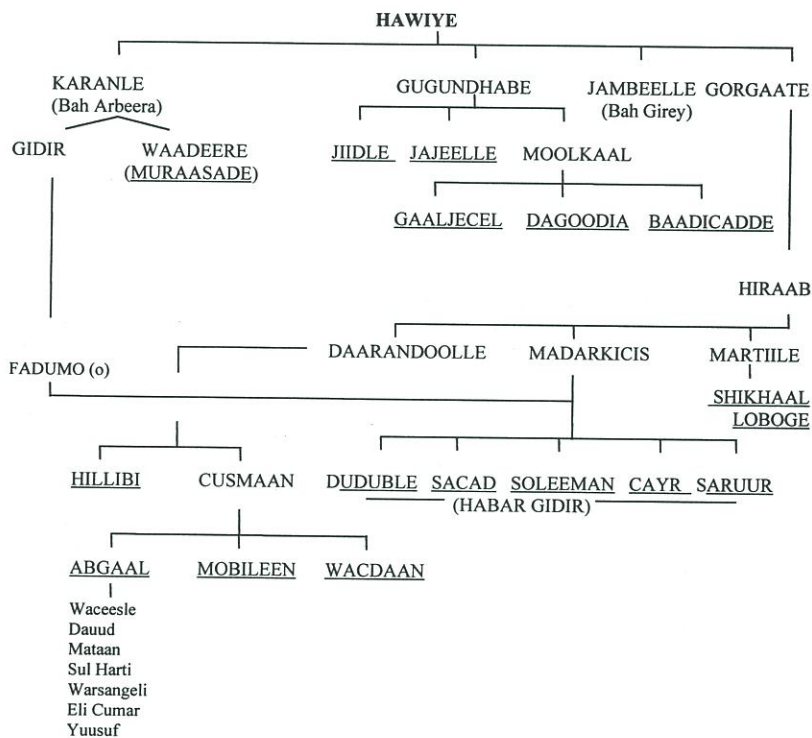 HAWIYE
KARANLE
(Bah Arbeera)
GUGUNDHABE
JAMBEELLE
(Bah Girey)
GORGAATE
GIDIR
WAADEERE
(MURAASADE)
JIIDLE
JAJEELLE
MOOLKAAL
GAALJECEL
DAGOODIA
BAADICADDE
HIRAAB
DAARANDOOLLE
MADARKICIS
MARTIILE
FADUMO (o)
SHIKHAAL
LOBOGE
HILLIBI
CUSMAAN
DUDUBLE
SACAD
SOLEEMAN
CAYR
SARUUR
(HABAR GIDIR)
ABGAAL
MOBILEEN
WACDAAN
Waceesle
Dauud
Mataan
Sul Harti
Warsangeli
Eli Cumar
Yuusuf